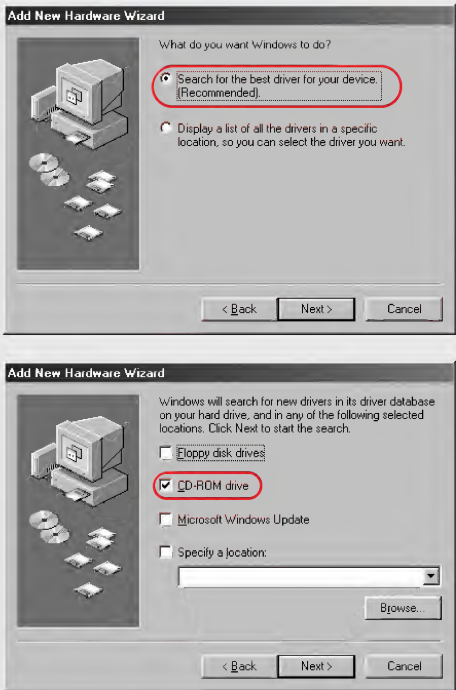 Add New Hardware Wizard
What do you want Windows to do?
Search for the best driver for your device.
(Recommended).
Display a list of all the drivers in a specific
location, so you can select the driver you want.
< Back
Next >
Cancel
Add New Hardware Wizard
Windows will search for new drivers in its driver database
on your hard drive, and in any of the following selected
locations. Click Next to start the search.
Floppy disk drives
CD-ROM drive
Microsoft Windows Update
Specify a location:
Browse...
< Back
Next >
Cancel